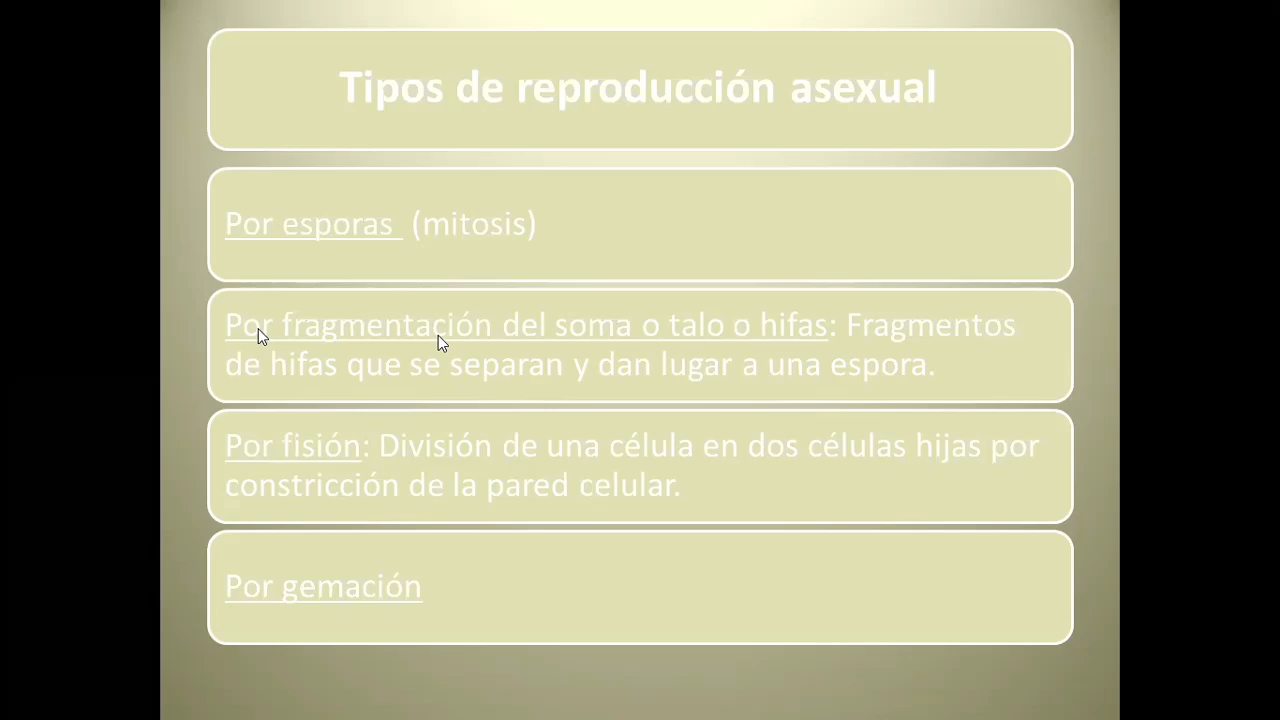 Tipos de reproducción asexual
Por esporas (mitosis)
Por fragmentación del soma o talo o hifas: Fragmentos
de hifas que se separan y dan lugar a una espora.
Por fisión: División de una célula en dos células hijas por
constricción de la pared celular.
Por gemación